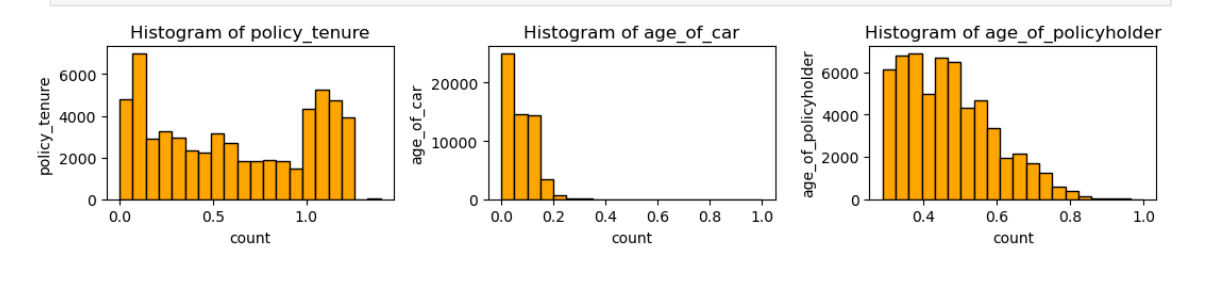 Histogram of policy_tenure
policy_tenure
6000
4000
2000
0
0.0 0.5 1.0
count
Histogram of age_of_car
age_of_car
20000
10000
0
0.0 0.2 0.4 0.6 0.8 1.0
count
Histogram of age_of_policyholder
age_of_policyholder
6000
4000
2000
0
0.4 0.6 0.8 1.0
count